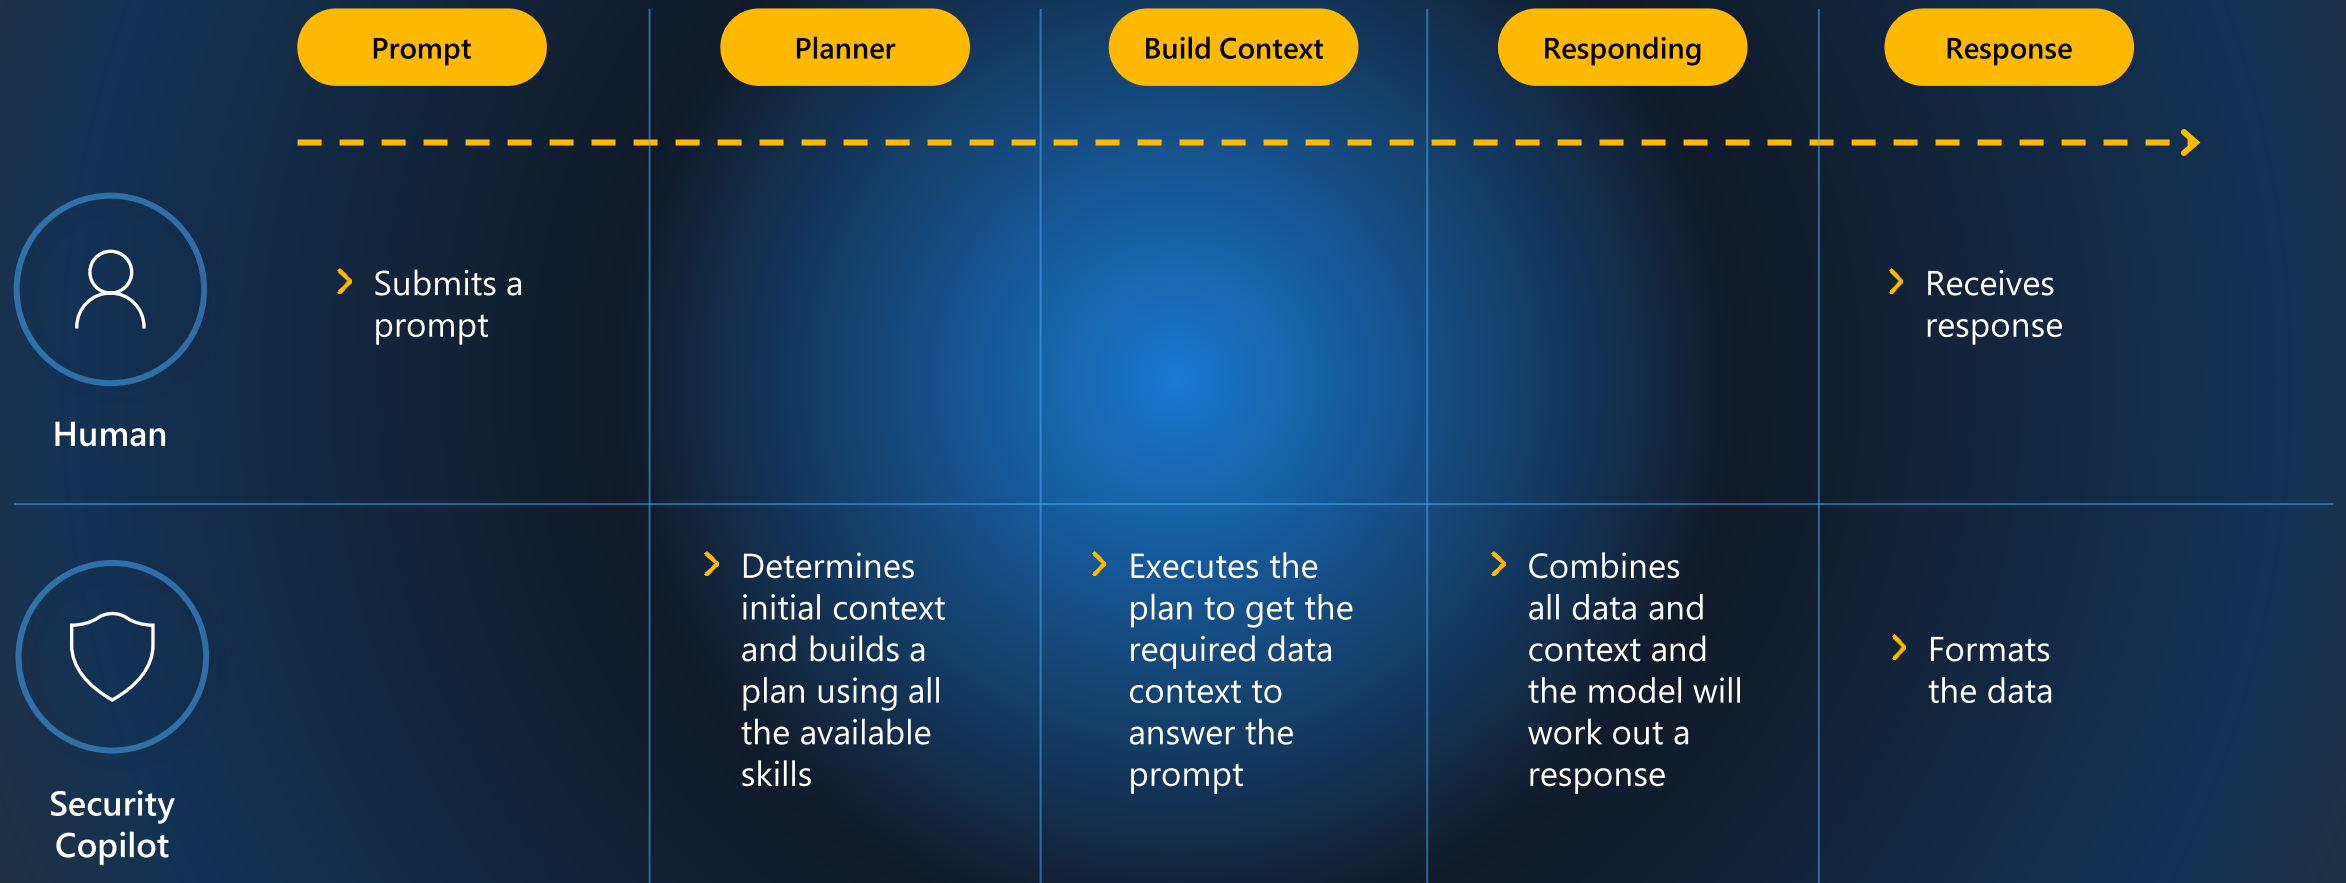 Prompt
Planner
Build Context
Responding
Response
Human
Submits a
prompt
Receives
response
Security
Copilot
Determines
initial context
and builds a
plan using all
the available
skills
Executes the
plan to get the
required data
context to
answer the
prompt
Combines
all data and
context and
the model will
work out a
response
Formats
the data